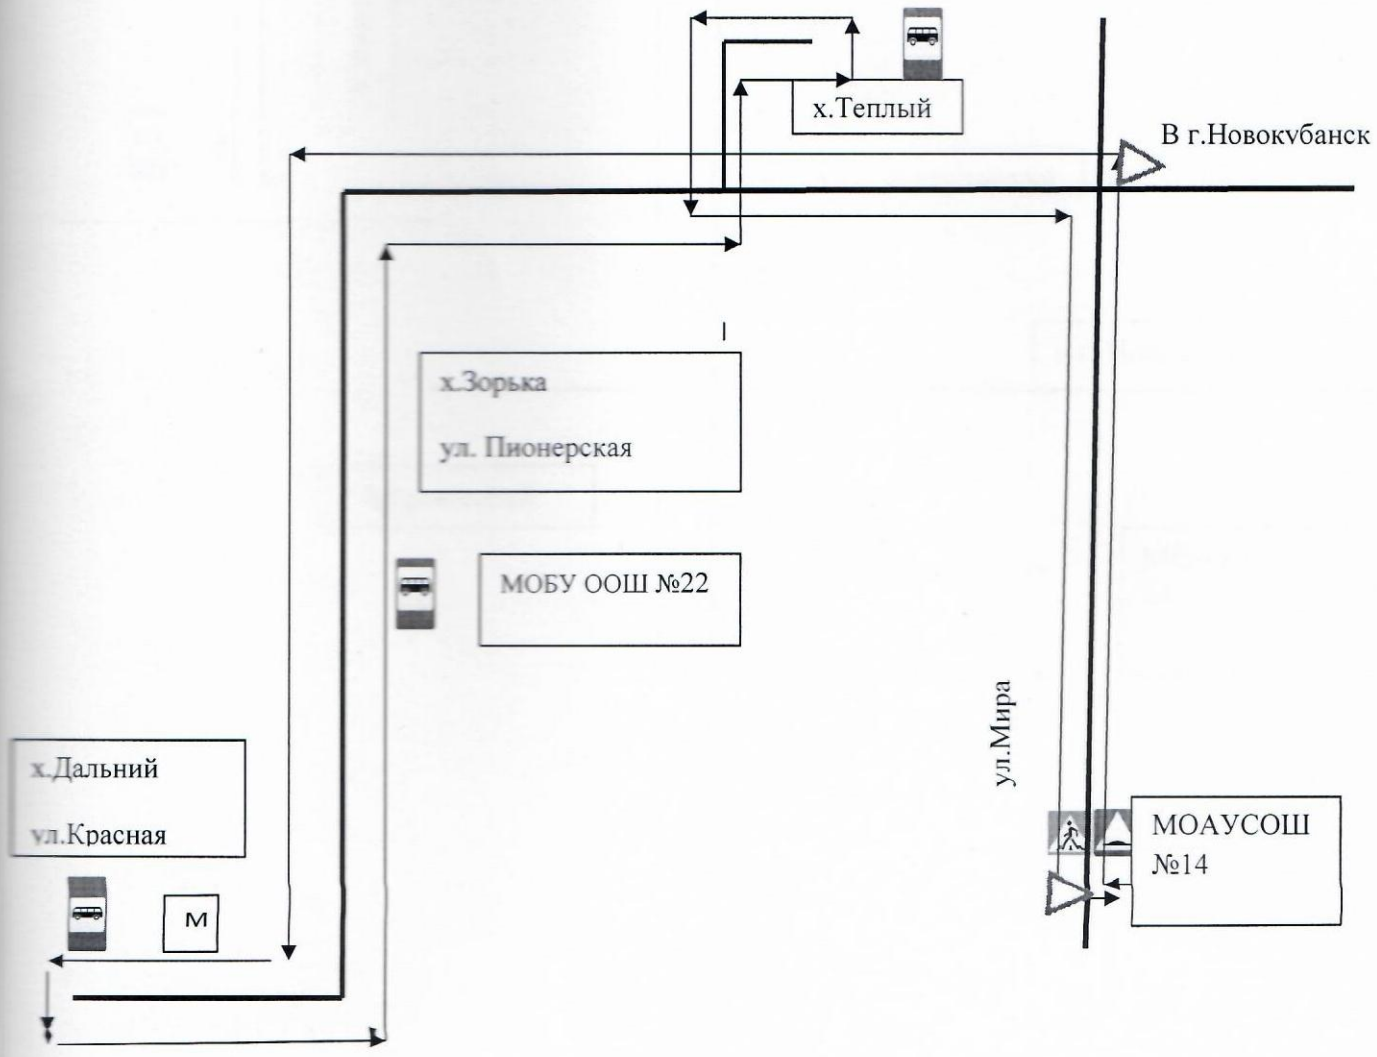 х.Теплый
В г.Новокубанск
х.Зорька
ул. Пионерская
МОБУ ООШ №22
ул.Мира
х.Дальний
ул.Красная
М
МОАУСОШ
№14